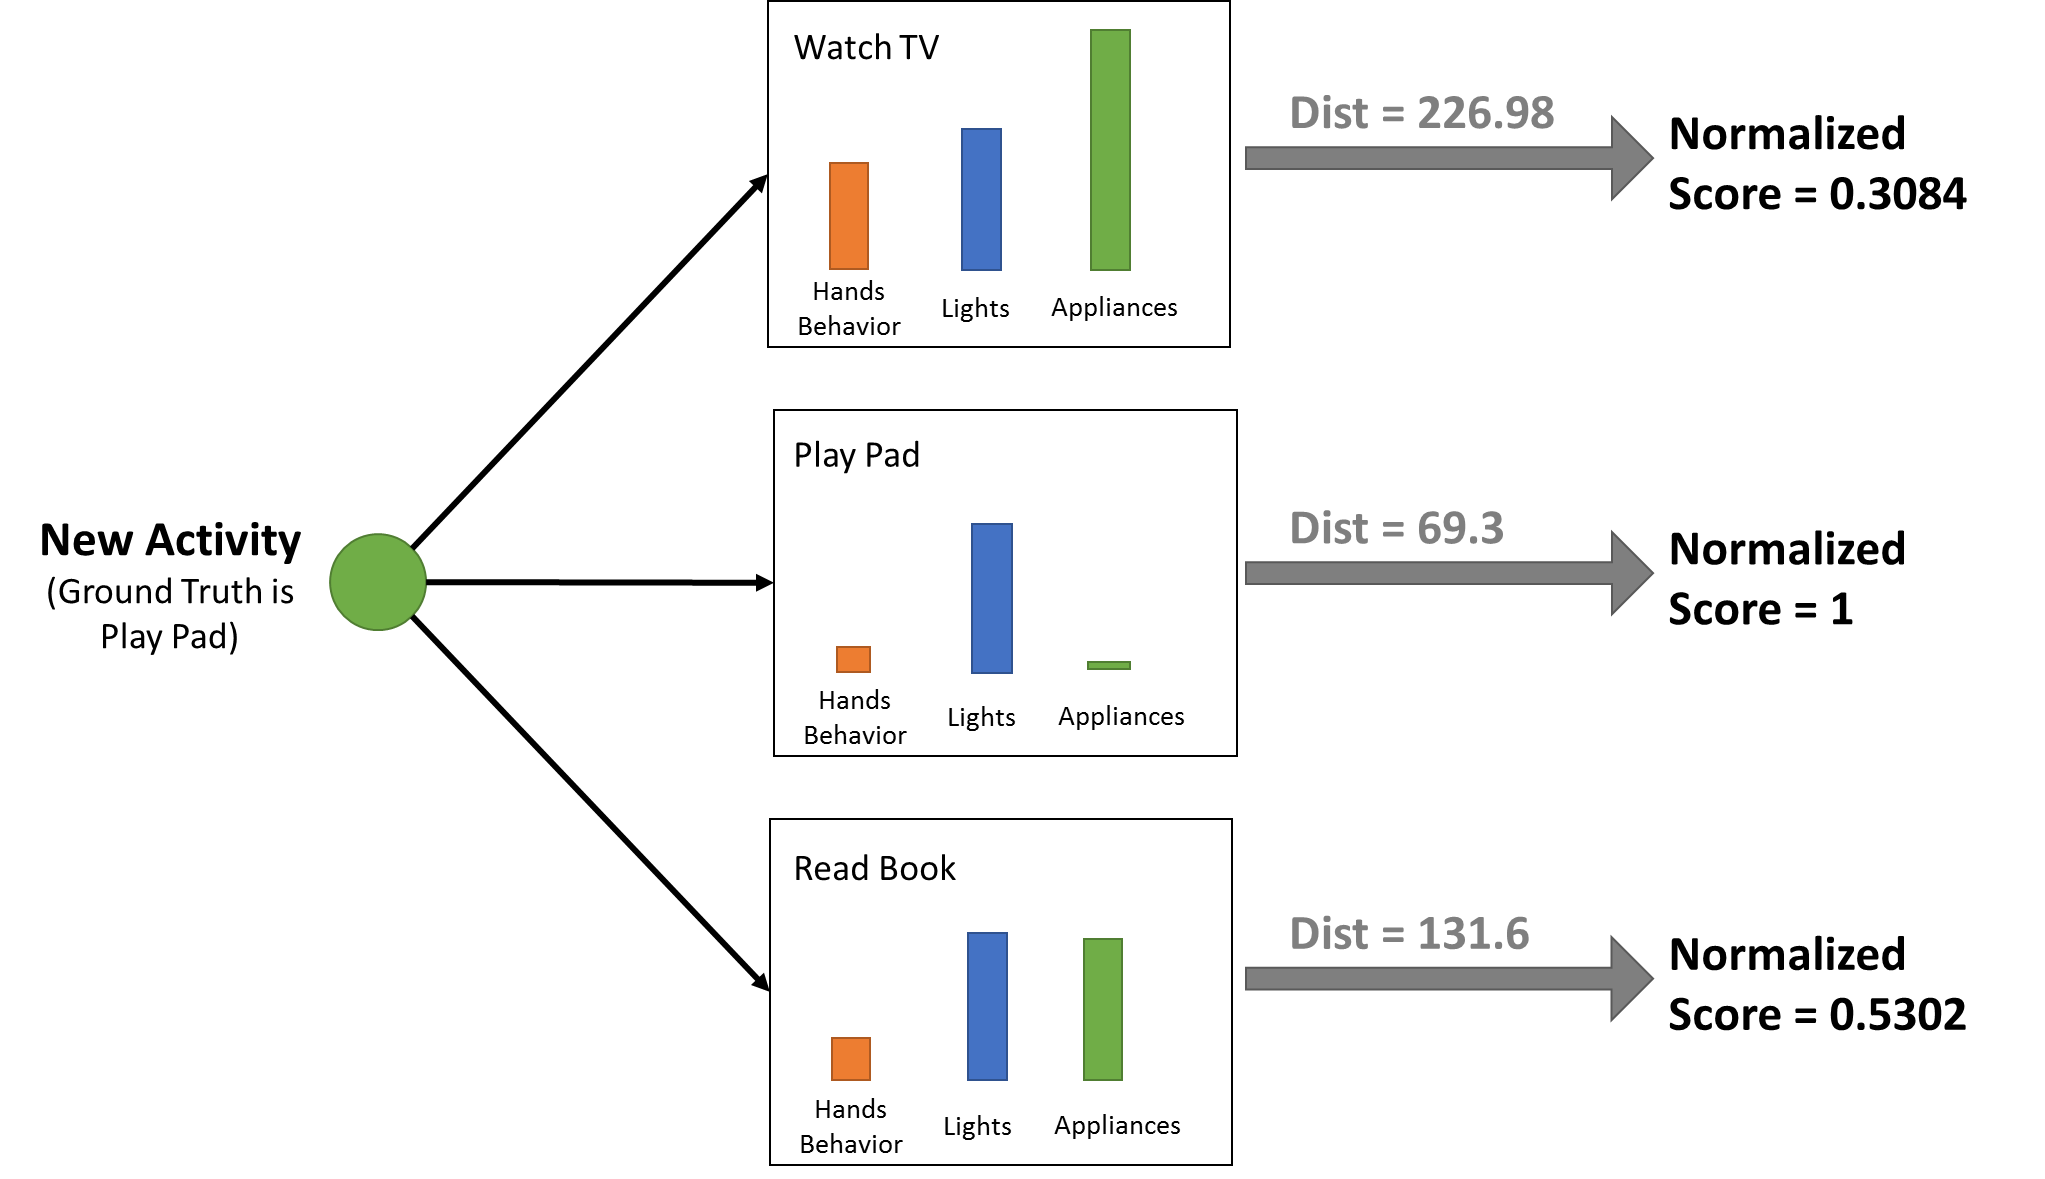 New Activity
(Ground Truth is
Play Pad)
Watch TV
Hands
Behavior
Lights
Appliances
Dist = 226.98
Normalized
Score = 0.3084
Play Pad
Hands
Behavior
Lights
Appliances
Dist = 69.3
Normalized
Score = 1
Read Book
Hands
Behavior
Lights
Appliances
Dist = 131.6
Normalized
Score = 0.5302